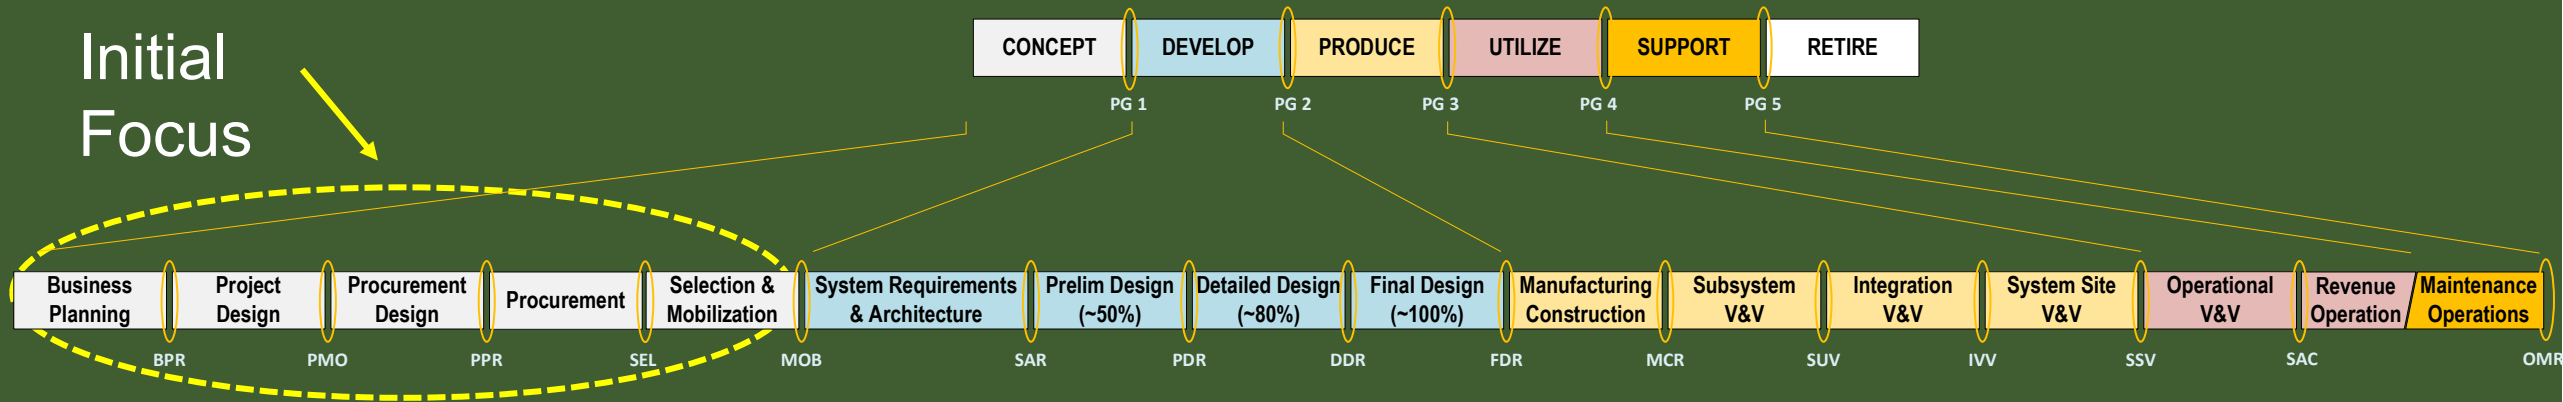 Initial
Focus
CONCEPT DEVELOP PRODUCE UTILIZE SUPPORT RETIRE
PG 1 PG 2 PG 3 PG 4 PG 5
Business
Planning
Project
Design
Procurement
Design
Procurement
Selection &
Mobilization
System Requirements
& Architecture
Prelim Design
(~50%)
Detailed Design
(~80%)
Final Design
(~100%)
Manufacturing
Construction
Subsystem
V&V
Integration
V&V
System Site
V&V
Operational
V&V
Revenue
Operation
Maintenance
Operations
BPR PMO PPR SEL MOB SAR PDR DDR FDR MCR SUV IVV SSV SAC OMR